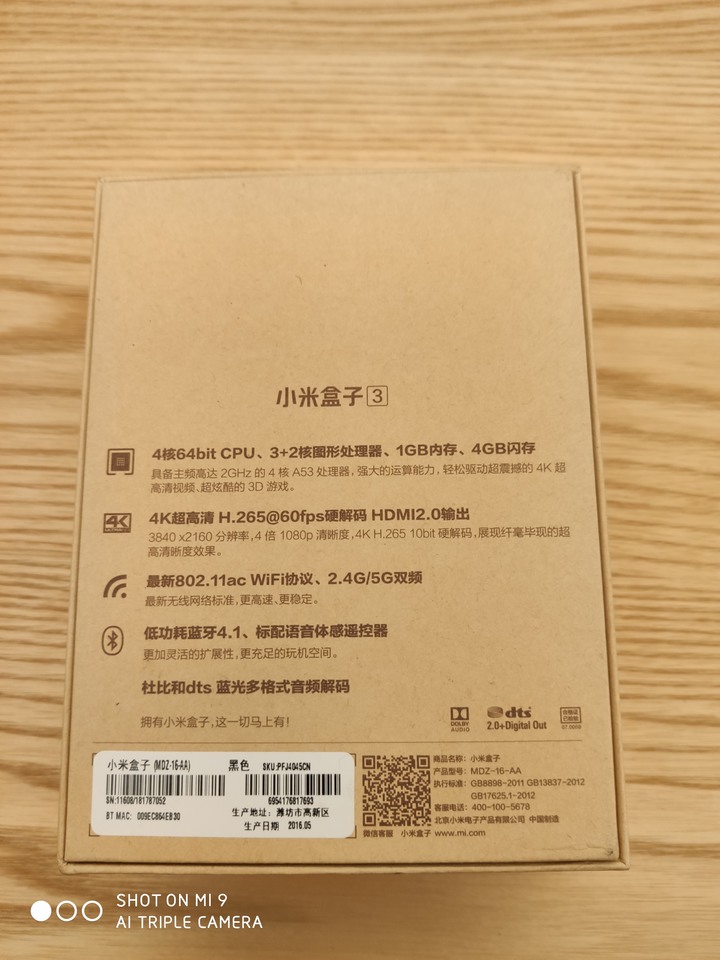 小米盒子3
4核64bit CPU、3+2核图形处理器、1GB内存、4GB闪存
具备主频高达 2GHz 的 4 核 A53 处理器，强大的运算能力，轻松驱动超震撼的 4K 超
高清视频、超炫酷的 3D 游戏。
4K
4K超高清 H.265@60fps硬解码 HDMI2.0输出
3840 x2160 分辨率，4 倍 1080p 清晰度，4K H.265 10bit 硬解码，展现纤毫毕现的超
高清晰度效果。
最新802.11ac WiFi协议、2.4G/5G双频
最新无线网络标准，更高速、更稳定。
低功耗蓝牙4.1、标配语音体感遥控器
更加灵活的扩展性，更充足的玩机空间。
杜比和dts 蓝光多格式音频解码
拥有小米盒子，这一切马上有！
DOLBY
AUDIO
dts
2.0+Digital Out
合格证
已检验
小米盒子 (MDZ-16-AA) 黑色 SKU:PFJ4045CN
SN:11608/181787052
6954176817693
BT MAC: 009EC864EB30
生产地址: 潍坊市高新区
生产日期 2016.05
微信客服 小米盒子
商品名称: 小米盒子
产品型号: MDZ-16-AA
执行标准: GB8898-2011 GB13837-2012
GB17625.1-2012
客服电话: 400-100-5678
北京小米电子产品有限公司 中国制造
www.mi.com
SHOT ON MI 9
AI TRIPLE CAMERA